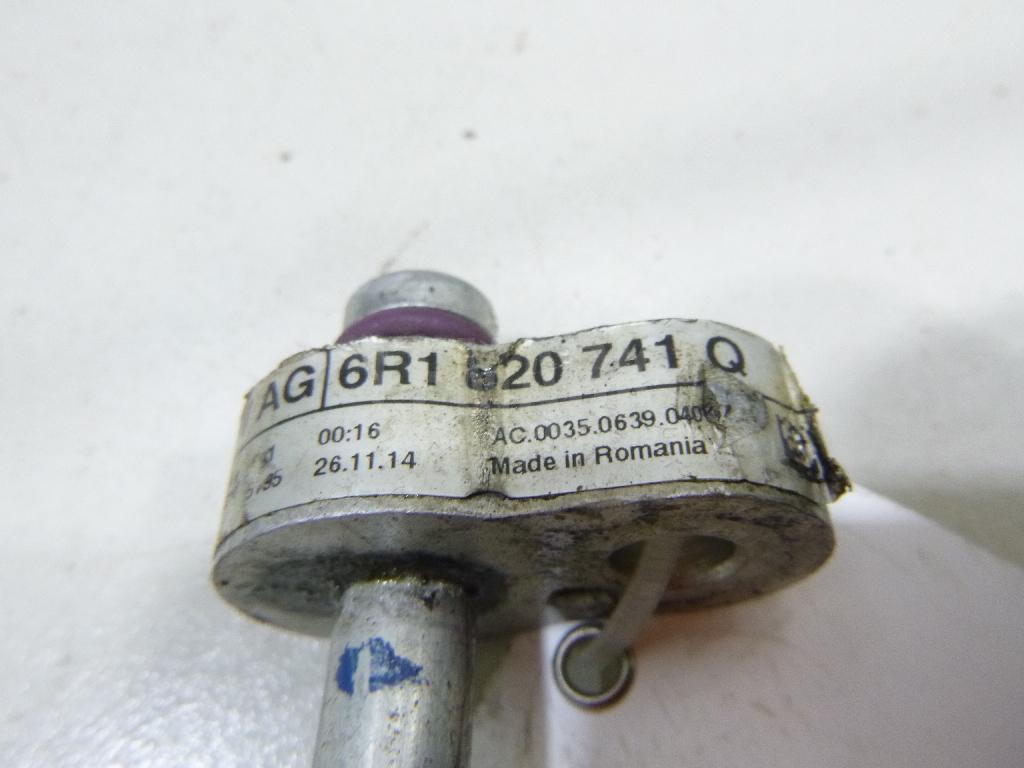 AG 6R1 820 741 Q
00:16 AC.0035.0639.040
26.11.14 Made in Romania